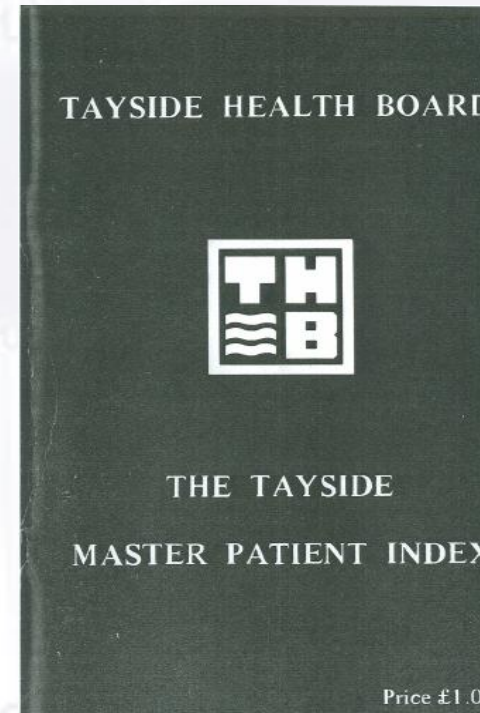 TAYSIDE HEALTH BOARD
TH
B
THE TAYSIDE
MASTER PATIENT INDEX
Price £1.0